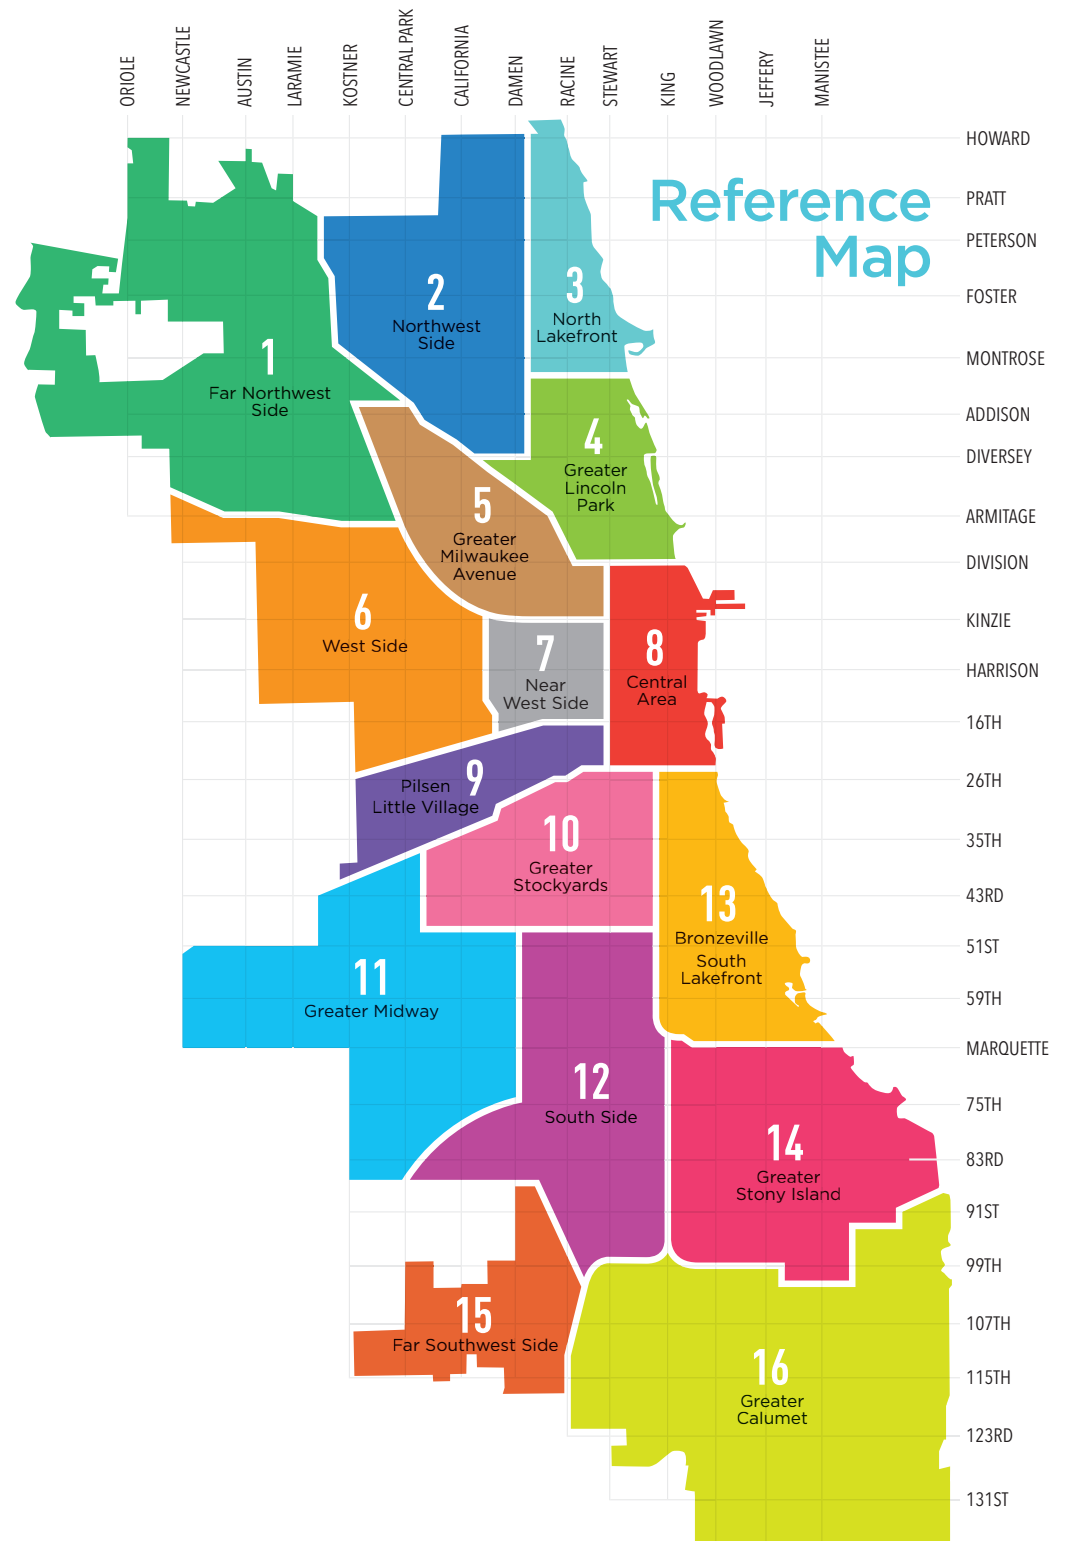 ORIOLE
NEWCASTLE
AUSTIN
LARAMIE
KOSTNER
CENTRAL PARK
CALIFORNIA
DAMEN
RACINE
STEWART
KING
WOODLAWN
JEFFERY
MANISTEE
Reference
Map
HOWARD
PRATT
PETERSON
FOSTER
MONTROSE
ADDISON
DIVERSEY
ARMITAGE
DIVISION
KINZIE
HARRISON
16TH
26TH
35TH
43RD
51ST
59TH
MARQUETTE
75TH
83RD
91ST
99TH
107TH
115TH
123RD
131ST
1
Far Northwest
Side
2
Northwest
Side
3
North
Lakefront
4
Greater
Lincoln
Park
5
Greater
Milwaukee
Avenue
6
West Side
7
Near
West Side
8
Central
Area
9
Pilsen
Little Village
10
Greater
Stockyards
11
Greater Midway
12
South Side
13
Bronzeville
South
Lakefront
14
Greater
Stony Island
15
Far Southwest Side
16
Greater
Calumet